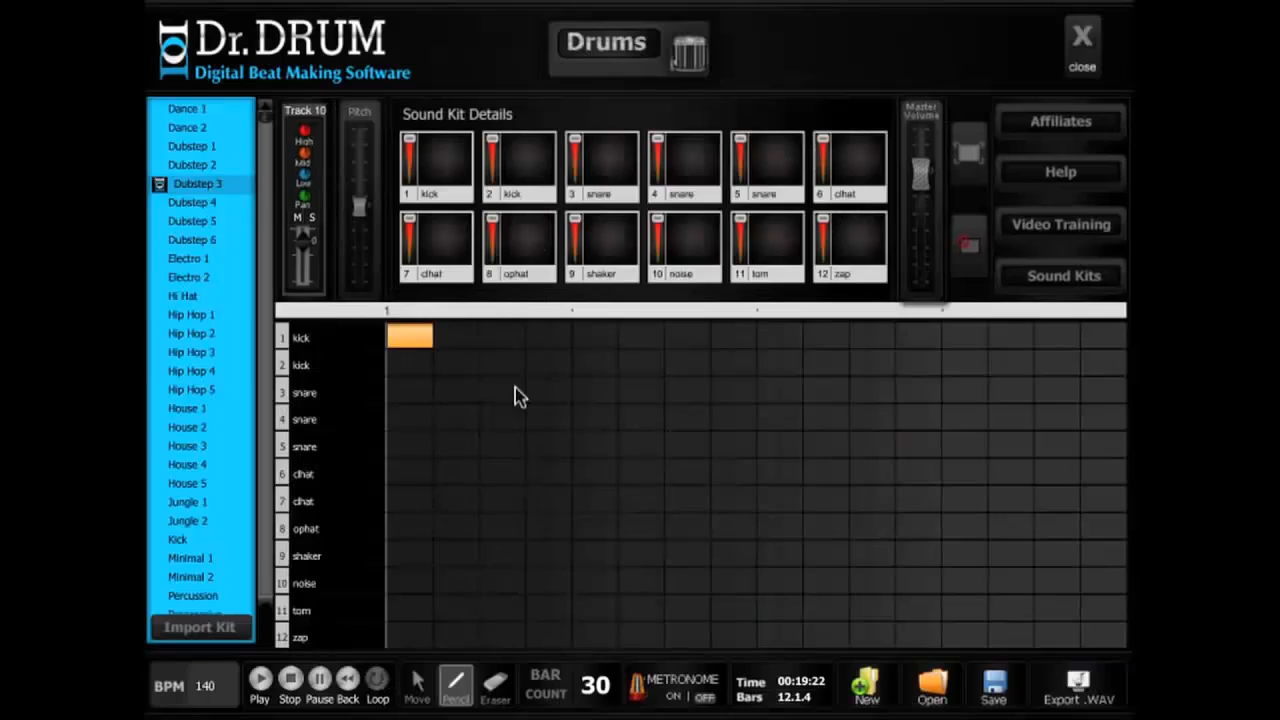 Dr.DRUM
Digital Beat Making Software
Drums
X
close
Dance 1
Dance 2
Dubstep 1
Dubstep 2
Dubstep 3
Dubstep 4
Dubstep 5
Dubstep 6
Electro 1
Electro 2
Hi Hat
Hip Hop 1
Hip Hop 2
Hip Hop 3
Hip Hop 4
Hip Hop 5
House 1
House 2
House 3
House 4
House 5
Jungle 1
Jungle 2
Kick
Minimal 1
Minimal 2
Percussion
Import Kit
Track 10
High
Mid
Low
Pan
M S
0
Pitch
Sound Kit Details
1 kick
2 kick
3 snare
4 snare
5 snare
6 clhat
7 clhat
8 ophat
9 shaker
10 noise
11 tom
12 zap
Master
Volume
Affiliates
Help
Video Training
Sound Kits
1
1 kick
2 kick
3 snare
4 snare
5 snare
6 clhat
7 clhat
8 ophat
9 shaker
10 noise
11 tom
12 zap
BPM 140
Play
Stop
Pause
Back
Loop
Move
Pencil
Eraser
BAR
COUNT
30
METRONOME
ON | OFF
Time 00:19:22
Bars 12.1.4
New
Open
Save
Export .WAV